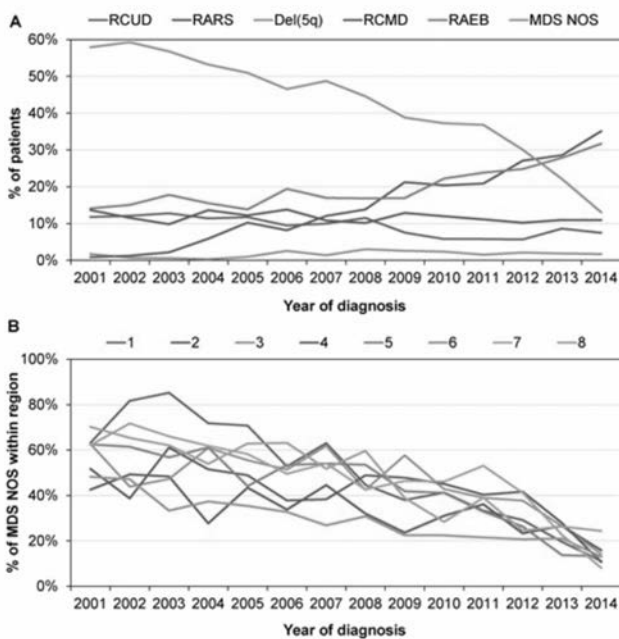 A
RCUD RARS Del(5q) RCMD RAEB MDS NOS
60%
50%
40%
30%
20%
10%
0%
% of patients
2001 2002 2003 2004 2005 2006 2007 2008 2009 2010 2011 2012 2013 2014
Year of diagnosis
B
1 2 3 4 5 6 7 8
100%
80%
60%
40%
20%
0%
% of MDS NOS within region
2001 2002 2003 2004 2005 2006 2007 2008 2009 2010 2011 2012 2013 2014
Year of diagnosis